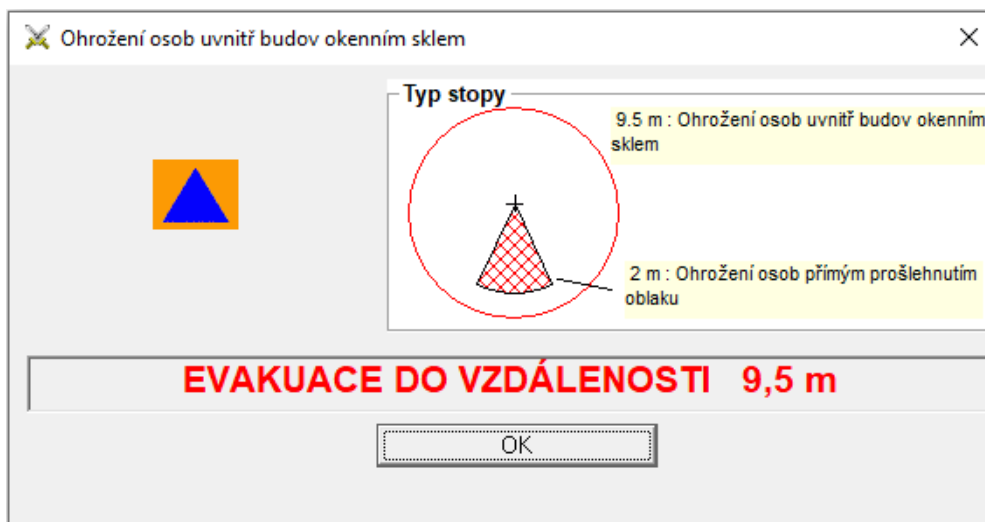 Ohrožení osob uvnitř budov okenním sklem
Typ stopy
9.5 m : Ohrožení osob uvnitř budov okenním
sklem
2 m : Ohrožení osob přímým prošlehnutím
oblaku
EVAKUACE DO VZDÁLENOSTI 9,5 m
OK